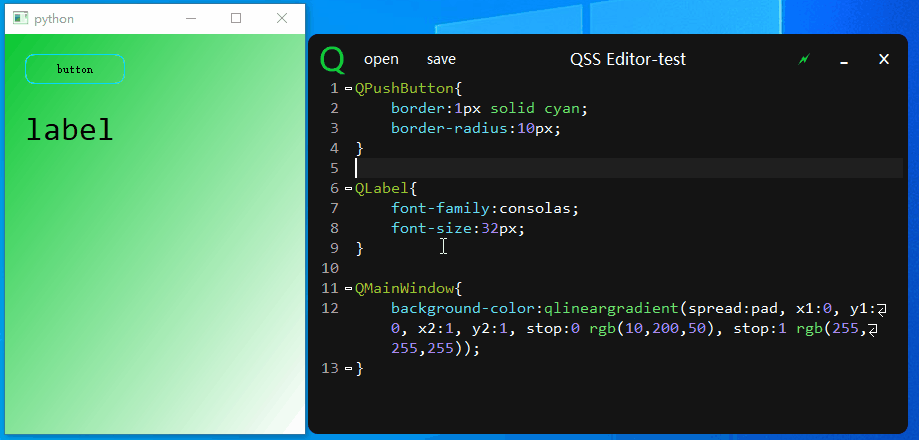 python
button
label
Q open save QSS Editor-test
1 QPushButton{
2 border:1px solid cyan;
3 border-radius:10px;
4 }
5
6 QLabel{
7 font-family:consolas;
8 font-size:32px;
9 }
10
11 QMainWindow{
12 background-color:qlineargradient(spread:pad, x1:0, y1:
0, x2:1, y2:1, stop:0 rgb(10,200,50), stop:1 rgb(255,
255,255));
13 }